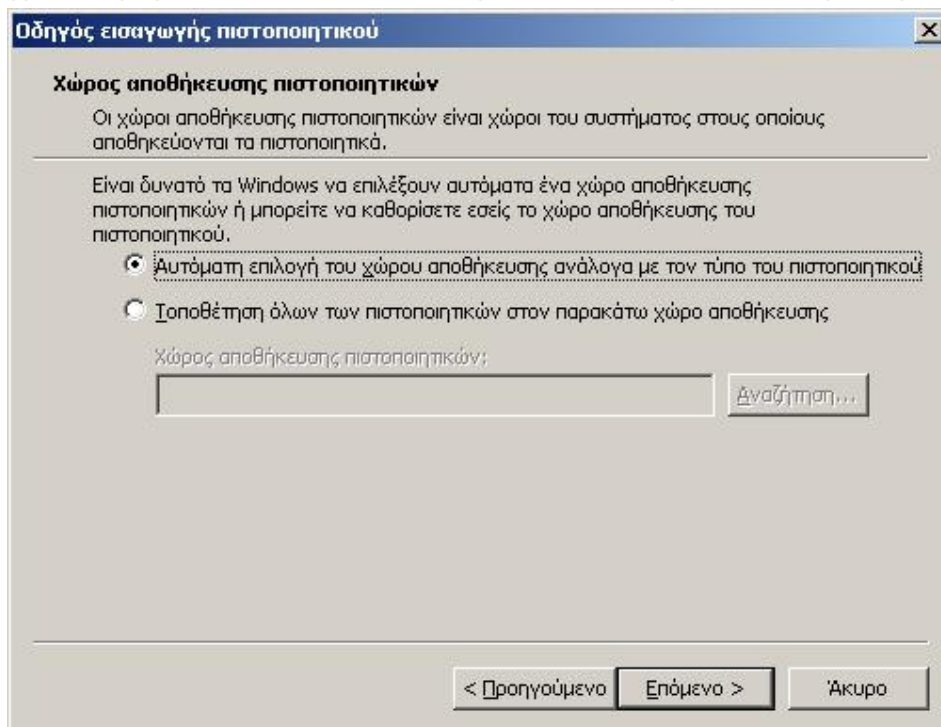 Οδηγός εισαγωγής πιστοποιητικού
Χώρος αποθήκευσης πιστοποιητικών
Οι χώροι αποθήκευσης πιστοποιητικών είναι χώροι του συστήματος στους οποίους
αποθηκεύονται τα πιστοποιητικά.
Είναι δυνατό τα Windows να επιλέξουν αυτόματα ένα χώρο αποθήκευσης
πιστοποιητικών ή μπορείτε να καθορίσετε εσείς το χώρο αποθήκευσης του
πιστοποιητικού.
Αυτόματη επιλογή του χώρου αποθήκευσης ανάλογα με τον τύπο του πιστοποιητικού
Τοποθέτηση όλων των πιστοποιητικών στον παρακάτω χώρο αποθήκευσης
Χώρος αποθήκευσης πιστοποιητικών:
Αναζήτηση...
< Προηγούμενο Επόμενο > Άκυρο